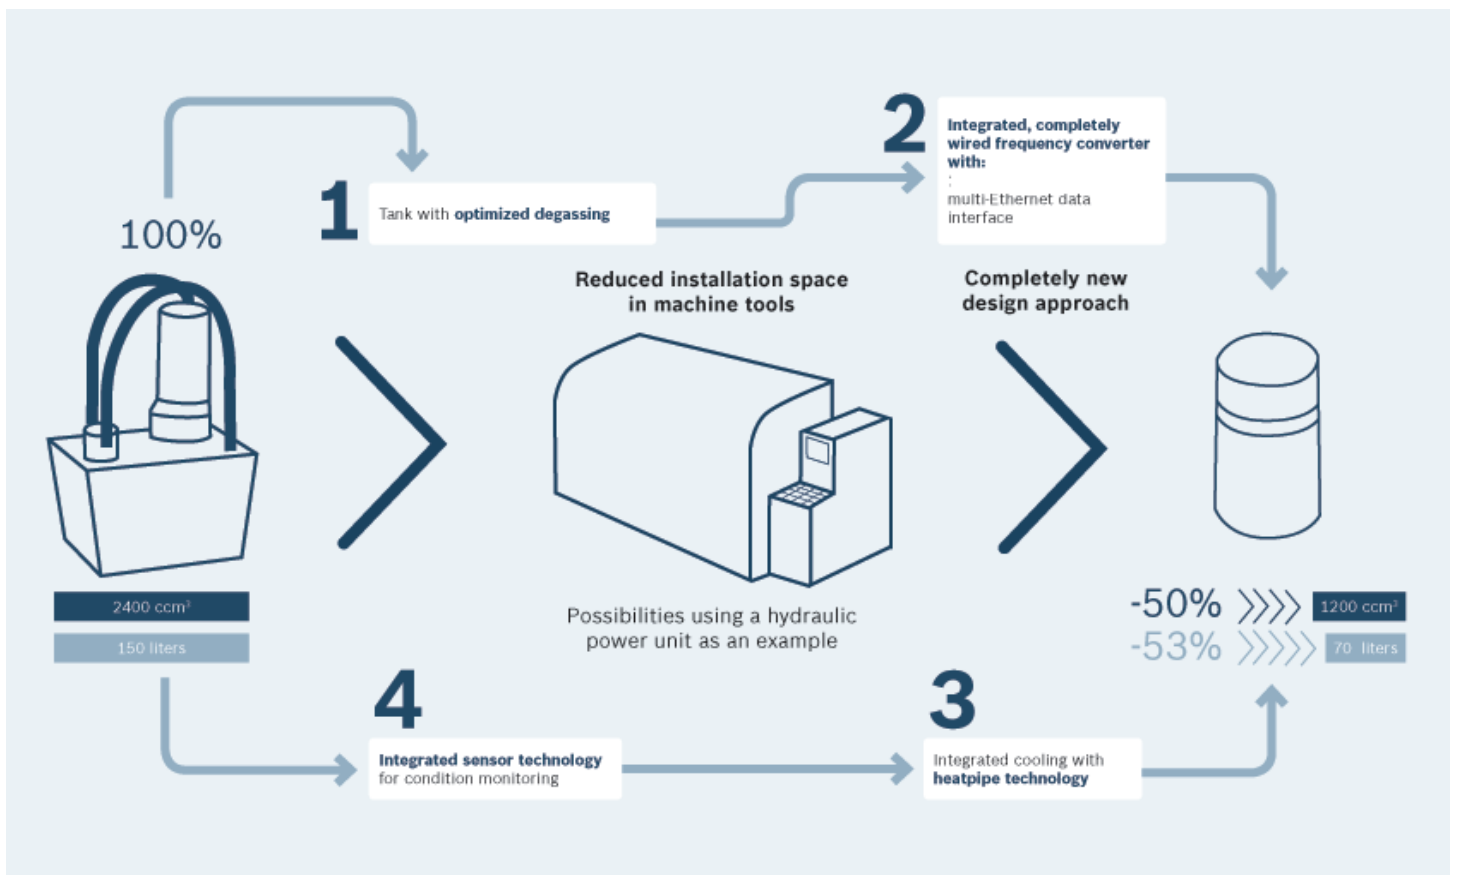 1
Tank with optimized degassing
2
Integrated, completely
wired frequency converter
with:
:
multi-Ethernet data
interface
100%
Reduced installation space
in machine tools
Completely new
design approach
2400 ccm³
150 liters
Possibilities using a hydraulic
power unit as an example
-50%
1200 ccm³
-53%
70 liters
4
Integrated sensor technology
for condition monitoring
3
Integrated cooling with
heatpipe technology